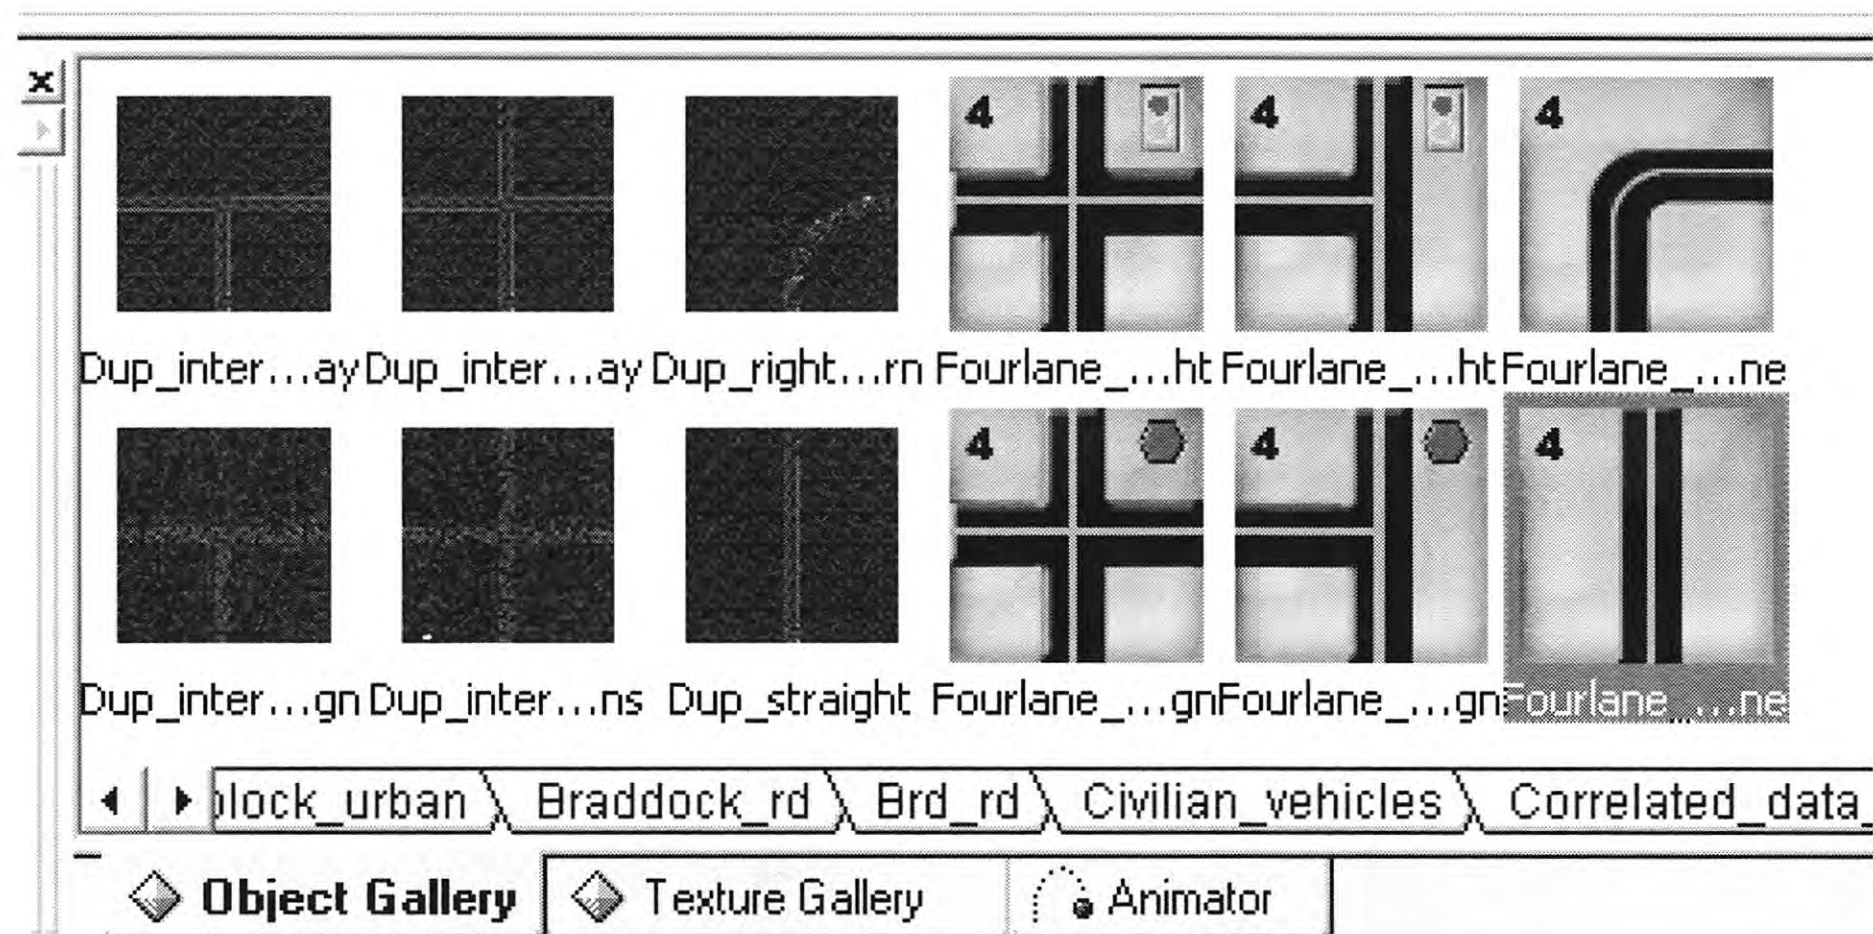 x
4 4 4
Dup_inter...ay Dup_inter...ay Dup_right...rn Fourlane_...ht Fourlane_...ht Fourlane_...ne
4 4 4
Dup_inter...gn Dup_inter...ns Dup_straight Fourlane_...gn Fourlane_...gn Fourlane_...ne
lock_urban Braddock_rd Brd_rd Civilian_vehicles Correlated_data_
Object Gallery Texture Gallery Animator